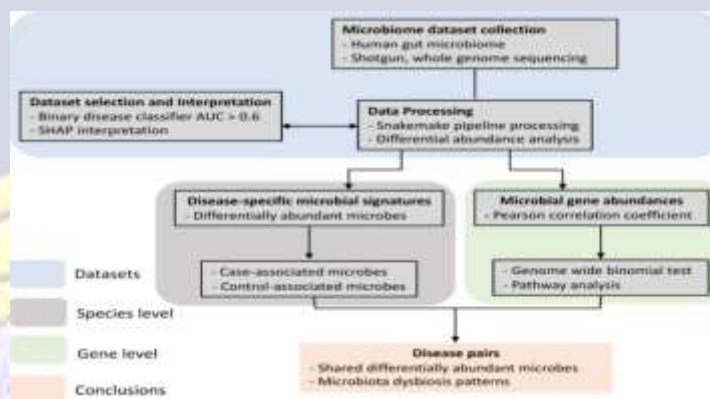 Microbiome dataset collection
- Human gut microbiome
- Shotgun, whole genome sequencing
Dataset selection and interpretation
- Binary disease classifier AUC > 0.6
- SHAP interpretation
Data Processing
- Snakemake pipeline processing
- Differential abundance analysis
Disease-specific microbial signatures
- Differentially abundant microbes
Microbial gene abundances
- Pearson correlation coefficient
- Case-associated microbes
- Control-associated microbes
- Genome wide binomial test
- Pathway analysis
Datasets
Species level
Gene level
Conclusions
Disease pairs
- Shared differentially abundant microbes
- Microbiota dysbiosis patterns